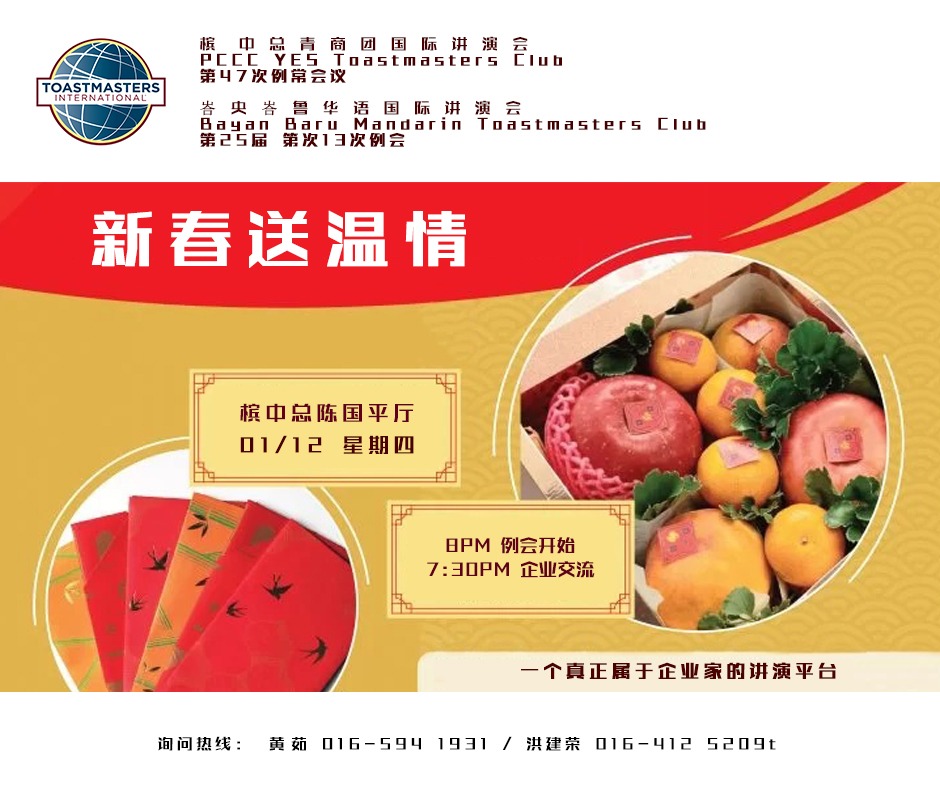 TOASTMASTERS
INTERNATIONAL
槟 中总青商团国际讲演会
PCCC YES Toastmasters Club
第47次例常会议
峇央峇鲁华语国际讲演会
Bayan Baru Mandarin Toastmasters Club
第25届 第次13次例会
新春送温情
槟中总陈国平厅
01/12 星期四
8PM 例会开始
7:30PM 企业交流
一个真正属于企业家的讲演平台
询问热线： 黄茹 016-594 1931 / 洪建荣 016-412 5209t